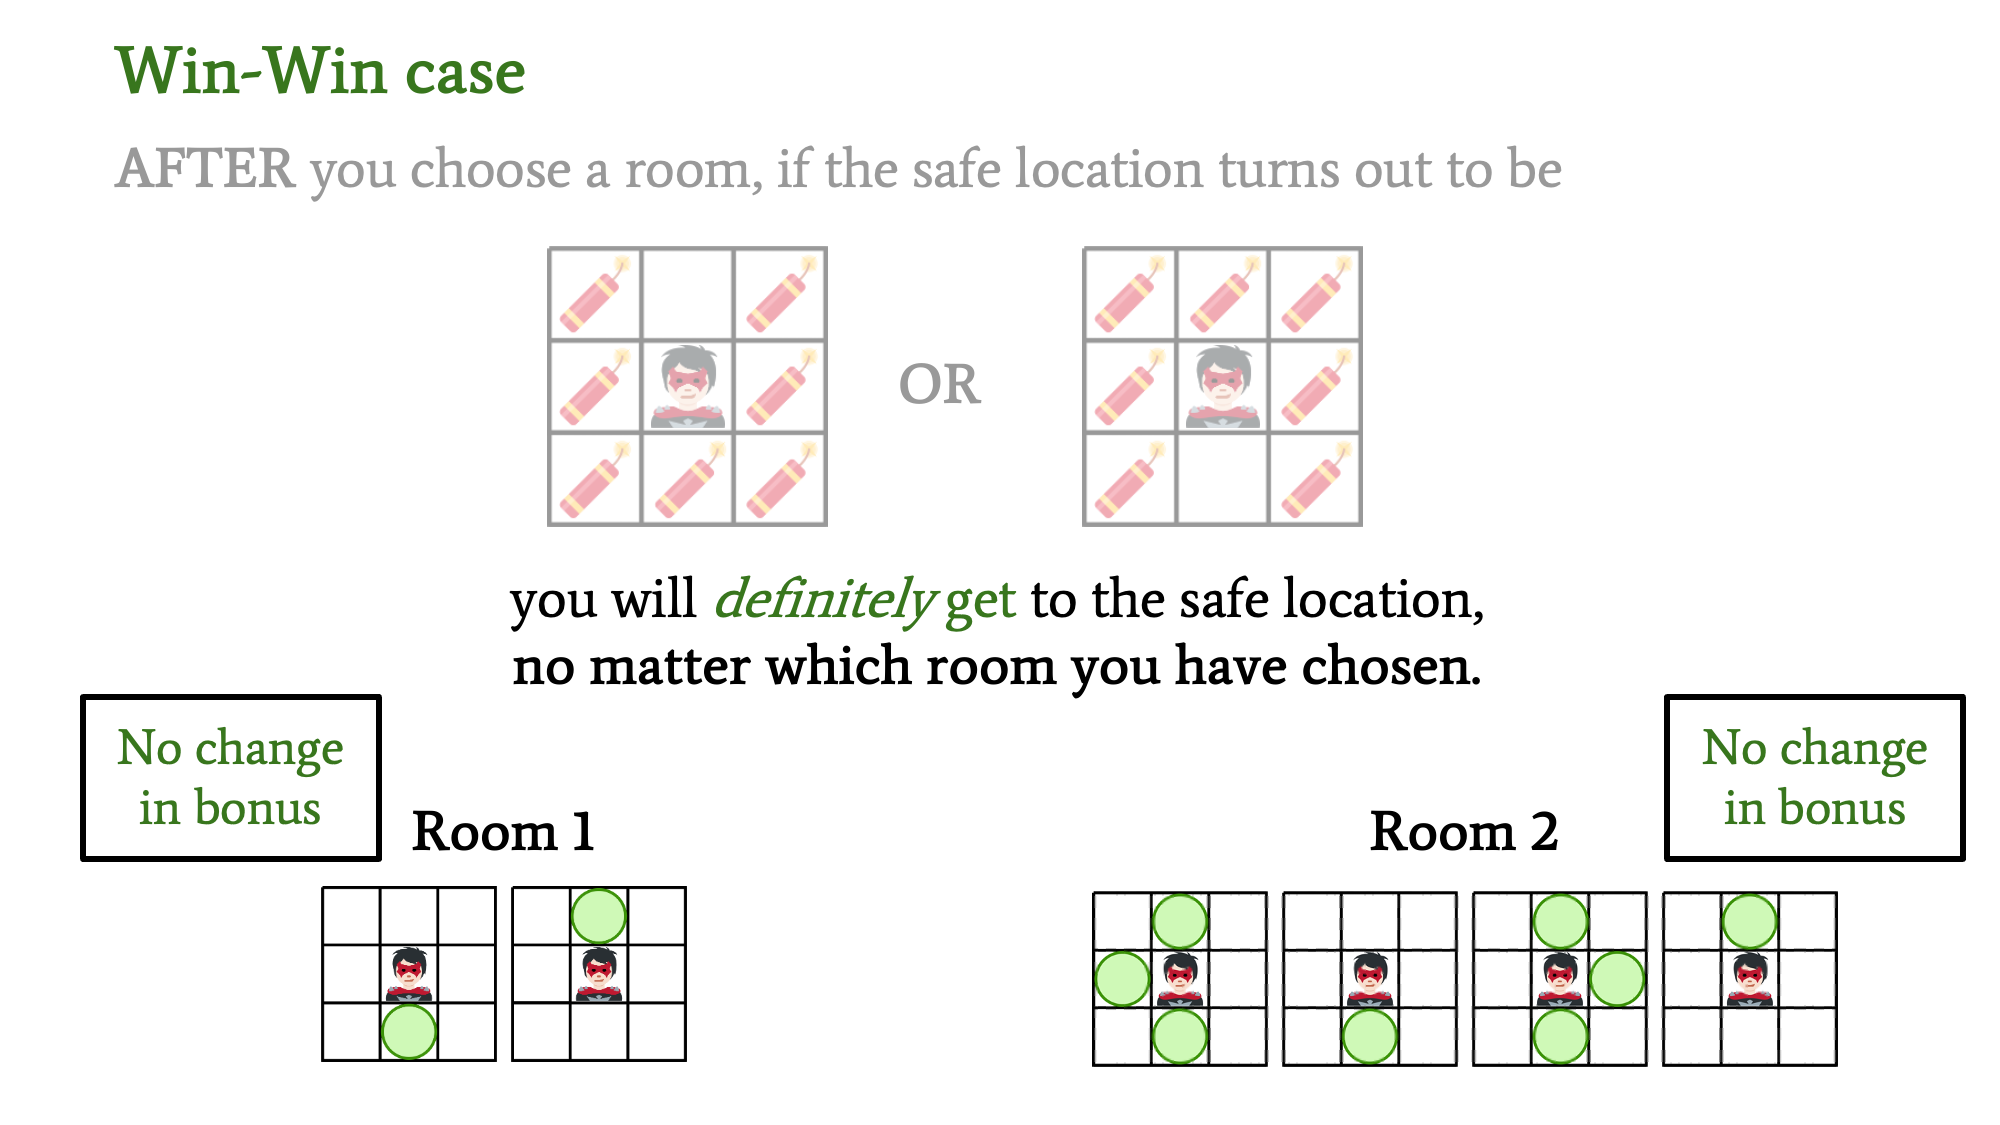 Win-Win case
AFTER you choose a room, if the safe location turns out to be
OR
you will definitely get to the safe location,
no matter which room you have chosen.
No change
in bonus
Room 1
Room 2
No change
in bonus